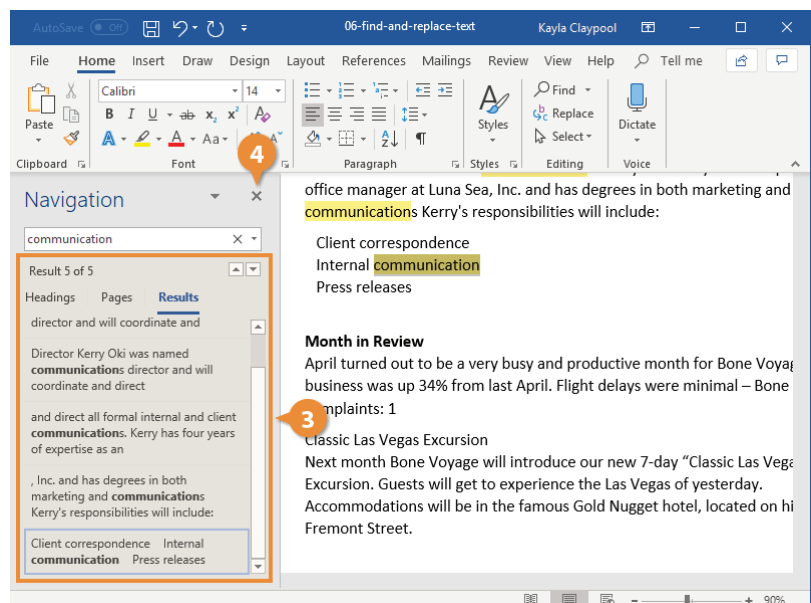 AutoSave Off 06-find-and-replace-text Kayla Claypool
File Home Insert Draw Design Layout References Mailings Review View Help Tell me
Calibri 14 Find
Paste B I U ab x₂ x² Replace
A A Aa Select
Styles Dictate
Clipboard Font Paragraph Styles Editing Voice
4
Navigation
communication
Result 5 of 5
Headings Pages Results
director and will coordinate and
Director Kerry Oki was named
communications director and will
coordinate and direct
and direct all formal internal and client
communications. Kerry has four years
of expertise as an
, Inc. and has degrees in both
marketing and communications
Kerry's responsibilities will include:
Client correspondence Internal
communication Press releases
3
office manager at Luna Sea, Inc. and has degrees in both marketing and
communications Kerry's responsibilities will include:
Client correspondence
Internal communication
Press releases
Month in Review
April turned out to be a very busy and productive month for Bone Voyag
business was up 34% from last April. Flight delays were minimal – Bone
mplaints: 1
Classic Las Vegas Excursion
Next month Bone Voyage will introduce our new 7-day “Classic Las Vega
Excursion. Guests will get to experience the Las Vegas of yesterday.
Accommodations will be in the famous Gold Nugget hotel, located on hi
Fremont Street.
90%